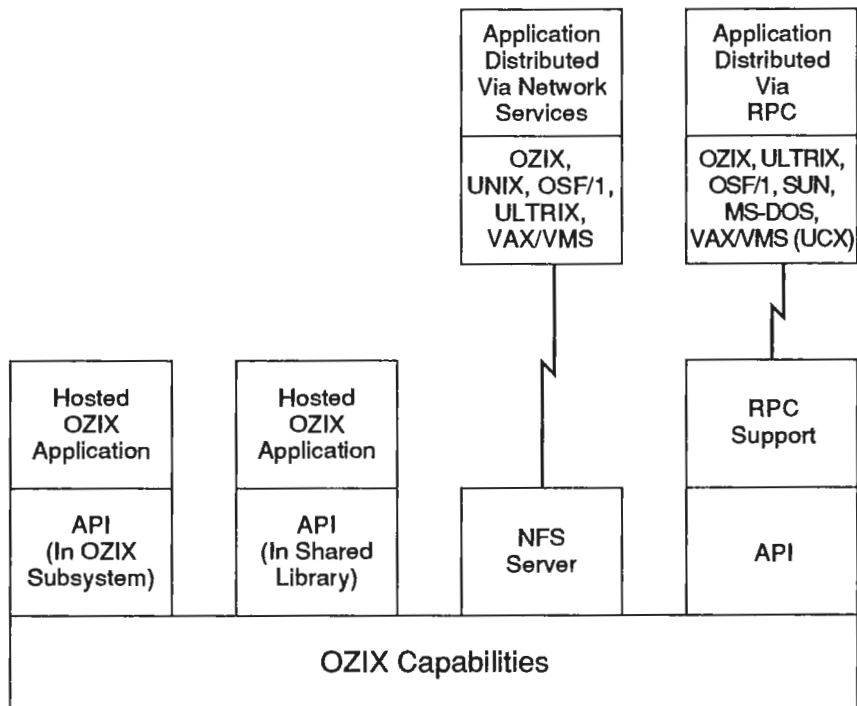 Application
Distributed
Via Network
Services
Application
Distributed
Via
RPC
OZIX,
UNIX, OSF/1,
ULTRIX,
VAX/VMS
OZIX, ULTRIX,
OSF/1, SUN,
MS-DOS,
VAX/VMS (UCX)
Hosted
OZIX
Application
Hosted
OZIX
Application
RPC
Support
API
(In OZIX
Subsystem)
API
(In Shared
Library)
NFS
Server
API
OZIX Capabilities